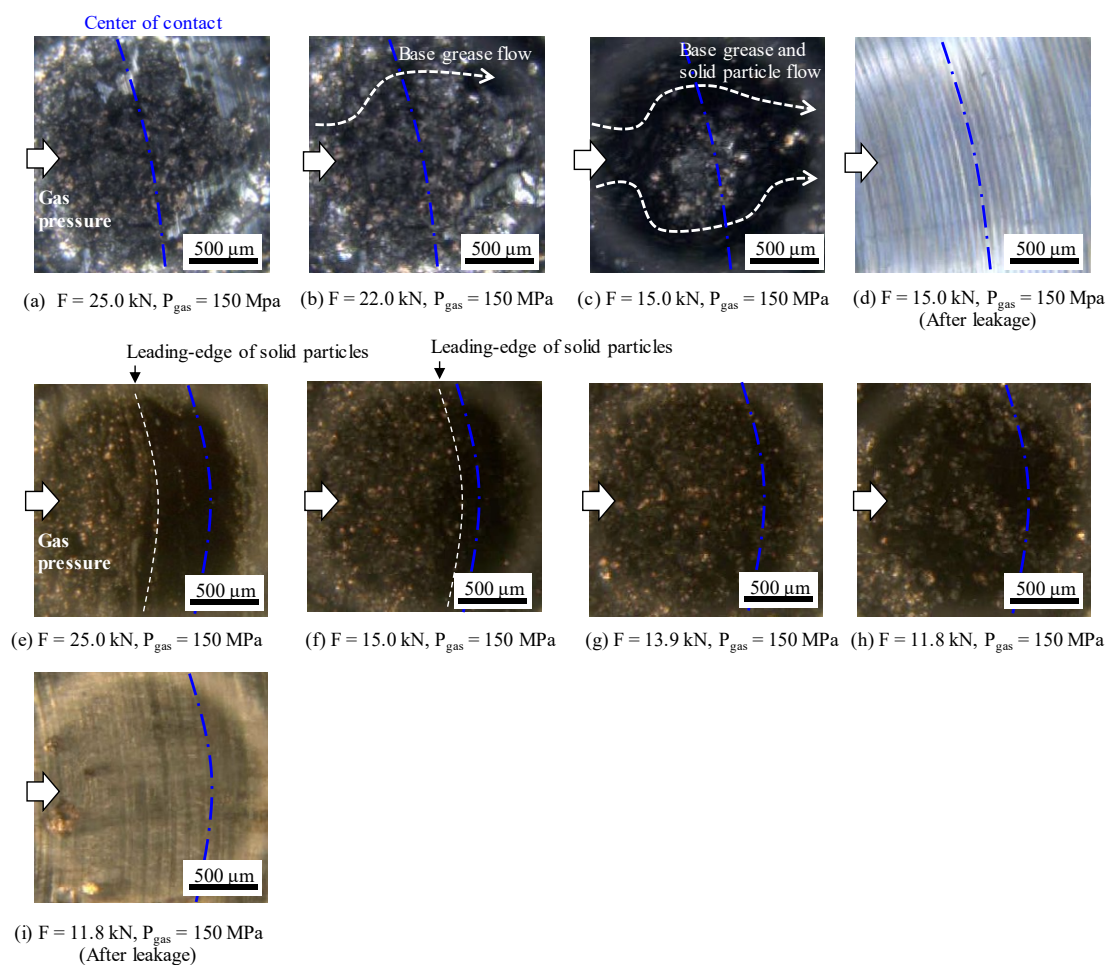 Center of contact
Base grease flow
Base grease and
solid particle flow
Gas
pressure
500 µm
500 µm
500 µm
500 µm
(a) F = 25.0 kN, Pgas = 150 Mpa
(b) F = 22.0 kN, Pgas = 150 MPa
(c) F = 15.0 kN, Pgas = 150 MPa
(d) F = 15.0 kN, Pgas = 150 Mpa
(After leakage)
Leading-edge of solid particles
Leading-edge of solid particles
Gas
pressure
500 µm
500 µm
500 µm
500 µm
(e) F = 25.0 kN, Pgas = 150 MPa
(f) F = 15.0 kN, Pgas = 150 MPa
(g) F = 13.9 kN, Pgas = 150 MPa
(h) F = 11.8 kN, Pgas = 150 MPa
500 µm
(i) F = 11.8 kN, Pgas = 150 MPa
(After leakage)